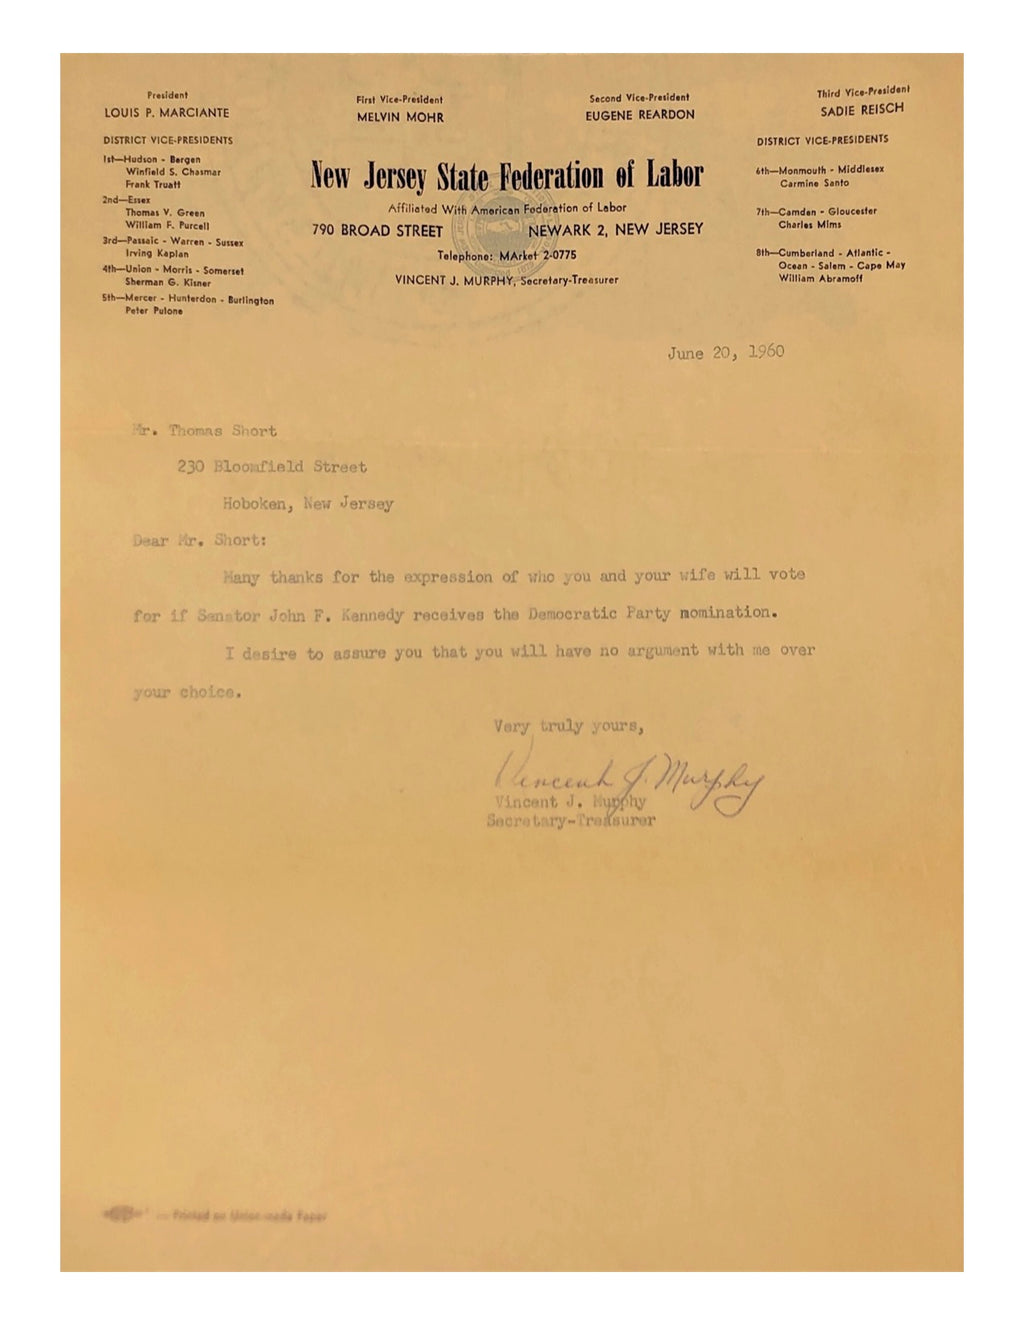 President
LOUIS P. MARCIANTE
First Vice-President
MELVIN MOHR
Second Vice-President
EUGENE REARDON
Third Vice-President
SADIE REISCH
DISTRICT VICE-PRESIDENTS
1st—Hudson - Bergen
Winfield S. Chasmar
Frank Truatt
2nd—Essex
Thomas V. Green
William F. Purcell
3rd—Passaic - Warren - Sussex
Irving Kaplan
4th—Union - Morris - Somerset
Sherman G. Kisner
5th—Mercer - Hunterdon - Burlington
Peter Pulone
New Jersey State Federation of Labor
Affiliated With American Federation of Labor
790 BROAD STREET NEWARK 2, NEW JERSEY
Telephone: MArket 2-0775
VINCENT J. MURPHY, Secretary-Treasurer
DISTRICT VICE-PRESIDENTS
6th—Monmouth - Middlesex
Carmine Santo
7th—Camden - Gloucester
Charles Mims
8th—Cumberland - Atlantic -
Ocean - Salem - Cape May
William Abramoff
June 20, 1960
Mr. Thomas Short
230 Bloomfield Street
Hoboken, New Jersey
Dear Mr. Short:
Many thanks for the expression of who you and your wife will vote
for if Senator John F. Kennedy receives the Democratic Party nomination.
I desire to assure you that you will have no argument with me over
your choice.
Very truly yours,
Vincent J. Murphy
Vincent J. Murphy
Secretary-Treasurer
Printed on Union-made Paper